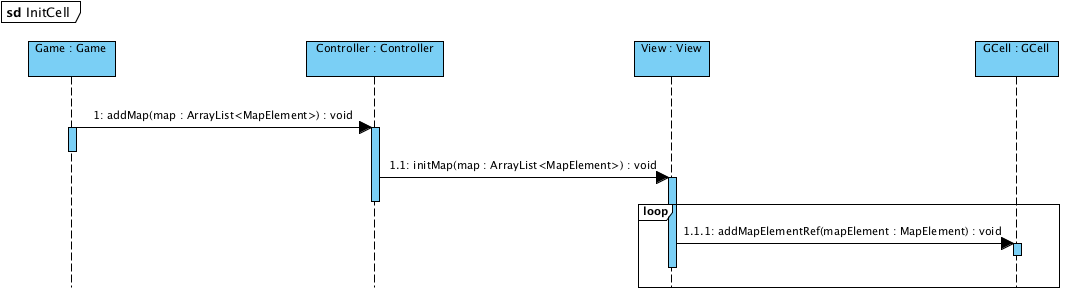 sd InitCell
Game : Game
Controller : Controller
View : View
GCell : GCell
1: addMap(map : ArrayList<MapElement>) : void
1.1: initMap(map : ArrayList<MapElement>) : void
loop
1.1.1: addMapElementRef(mapElement : MapElement) : void